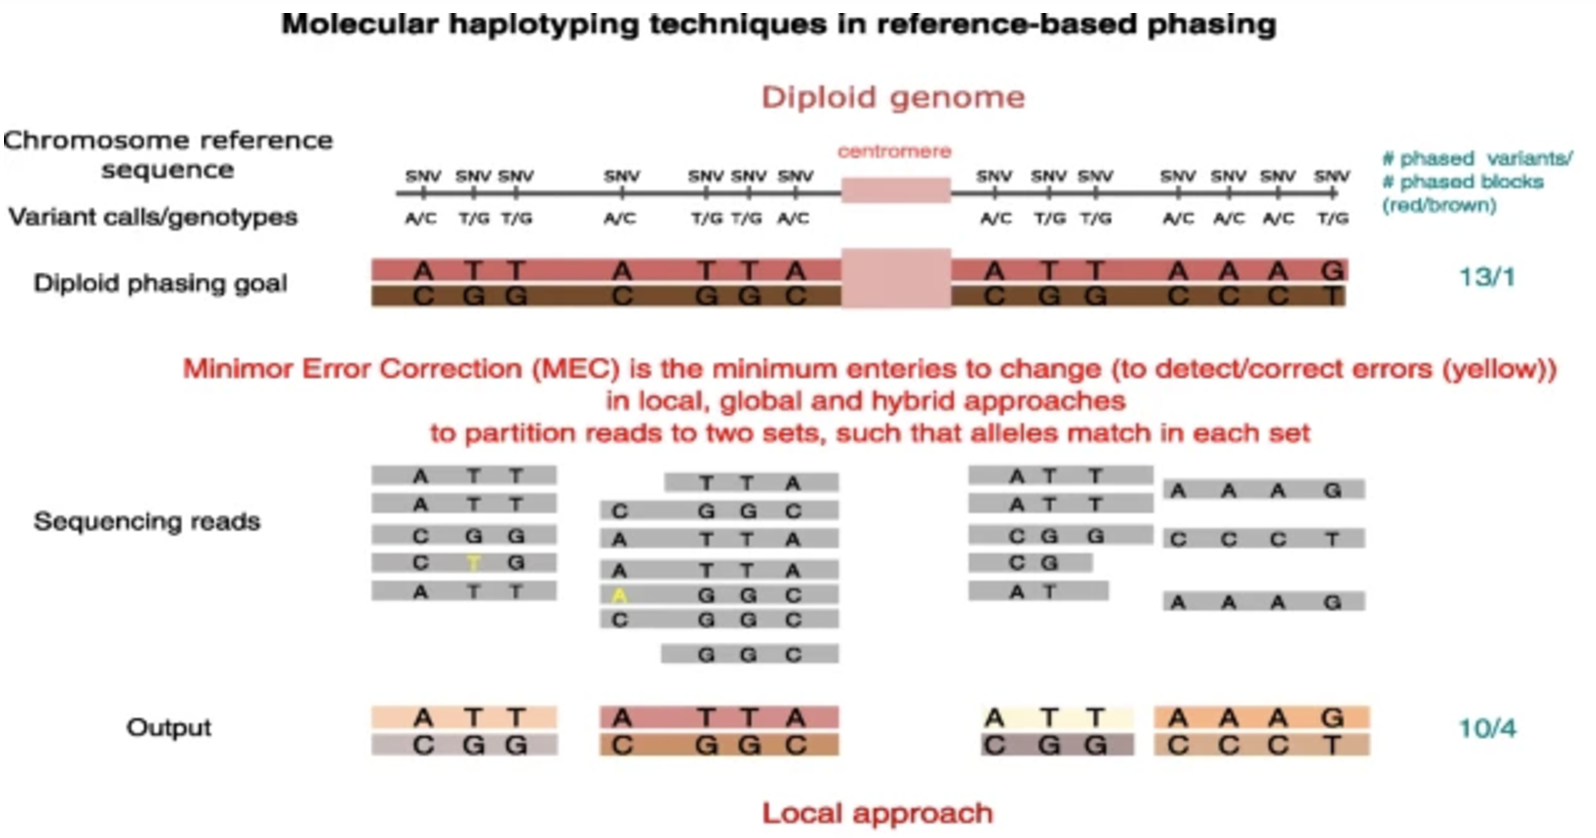 Molecular haplotyping techniques in reference-based phasing
Diploid genome
Chromosome reference
sequence
centromere
# phased variants/
# phased blocks
(red/brown)
SNV SNV SNV SNV SNV SNV SNV SNV SNV SNV SNV SNV SNV SNV
Variant calls/genotypes
A/C T/G T/G A/C T/G T/G A/C A/C T/G T/G A/C A/C A/C T/G
Diploid phasing goal
A T T A T T A A T T A A A G
C G G C G G C C G G C C C T
13/1
Minimor Error Correction (MEC) is the minimum enteries to change (to detect/correct errors (yellow))
in local, global and hybrid approaches
to partition reads to two sets, such that alleles match in each set
Sequencing reads
A T T
A T T
C G G
C T G
A T T
T T A
C G G C
A T T A
A T T A
A G G C
C G G C
G G C
A T T
A T T
C G G
C G
A T
A A A G
C C C T
A A A G
Output
A T T A T T A A T T A A A G
C G G C G G C C G G C C C T
10/4
Local approach